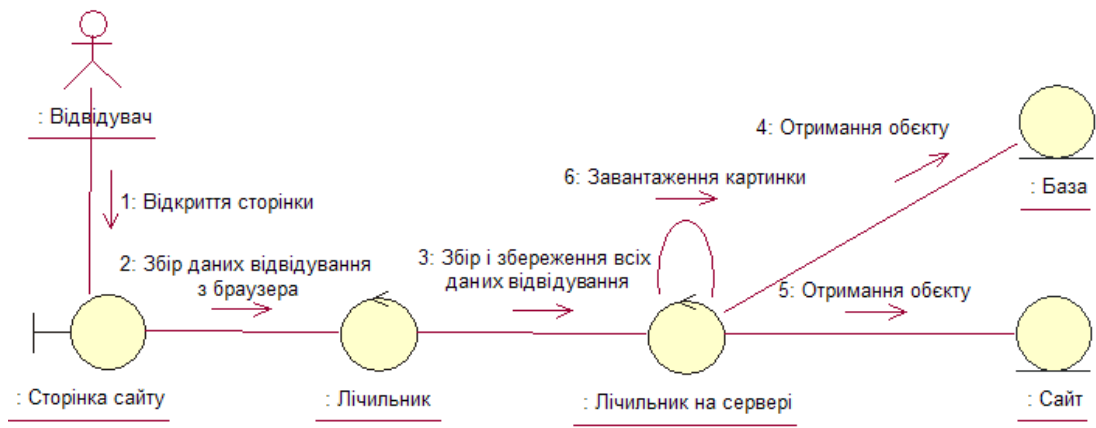 : Відвідувач
4: Отримання обєкту
: База
6: Завантаження картинки
1: Відкриття сторінки
2: Збір даних відвідування
з браузера
3: Збір і збереження всіх
даних відвідування
5: Отримання обєкту
: Сторінка сайту
: Лічильник
: Лічильник на сервері
: Сайт